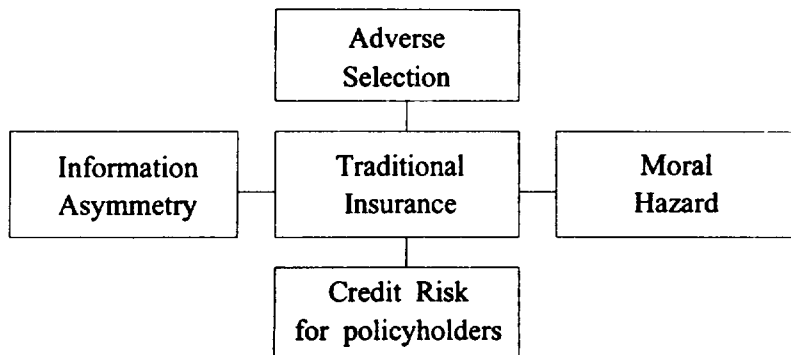 Adverse
Selection
Information
Asymmetry
Traditional
Insurance
Moral
Hazard
Credit Risk
for policyholders